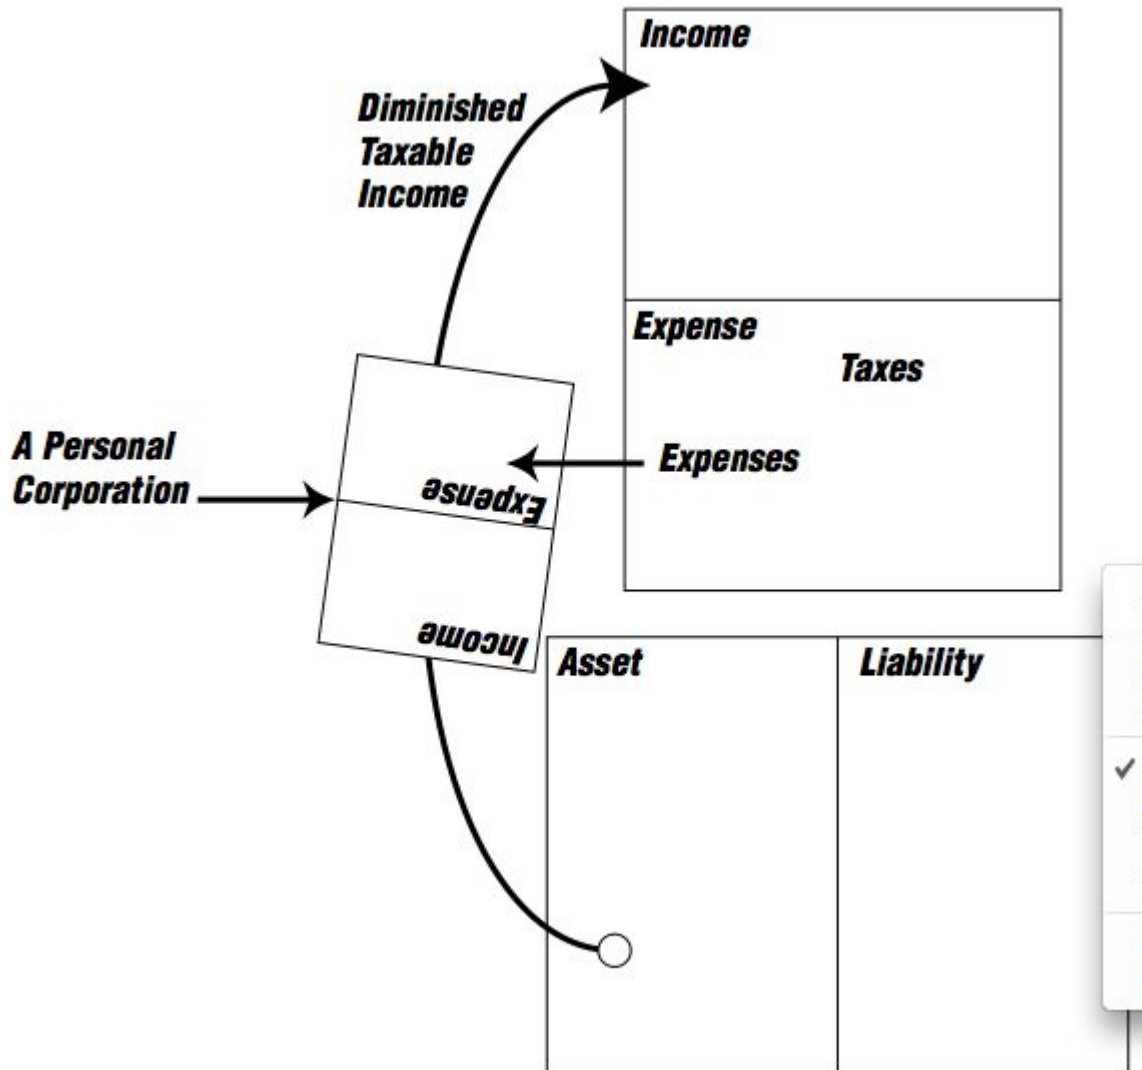 Income
Diminished
Taxable
Income
Expense
Taxes
A Personal
Corporation
Expenses
Expense
Income
Asset
Liability